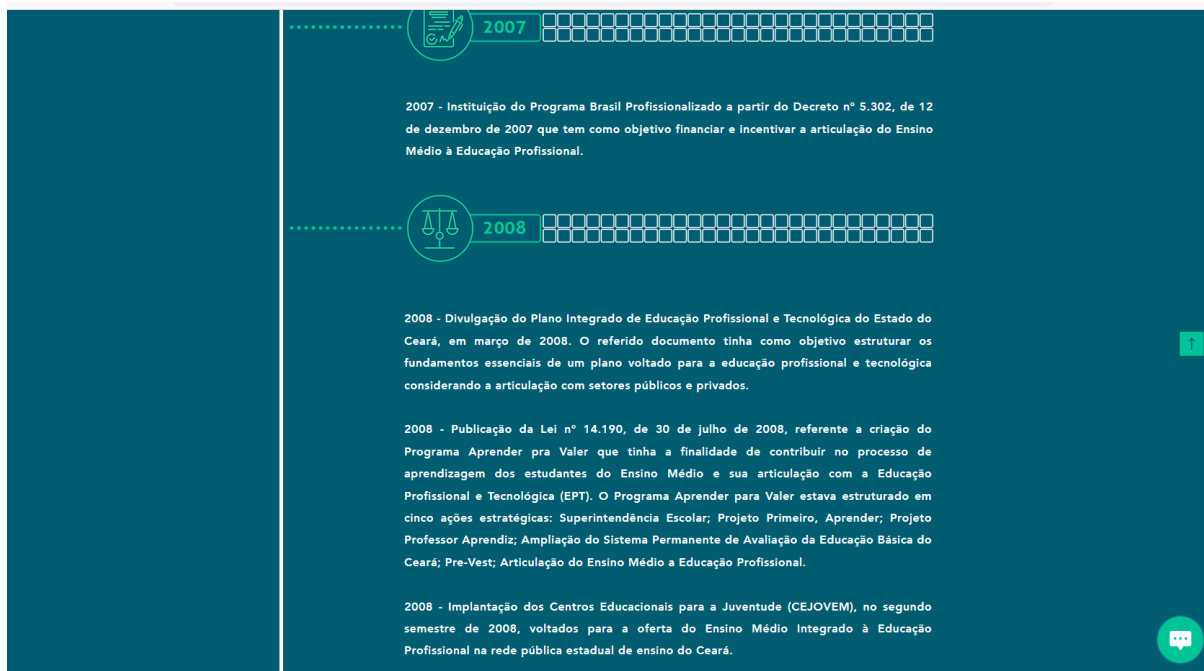 2007
2007 - Instituição do Programa Brasil Profissionalizado a partir do Decreto nº 5.302, de 12
de dezembro de 2007 que tem como objetivo financiar e incentivar a articulação do Ensino
Médio à Educação Profissional.
2008
2008 - Divulgação do Plano Integrado de Educação Profissional e Tecnológica do Estado do
Ceará, em março de 2008. O referido documento tinha como objetivo estruturar os
fundamentos essenciais de um plano voltado para a educação profissional e tecnológica
considerando a articulação com setores públicos e privados.
2008 - Publicação da Lei nº 14.190, de 30 de julho de 2008, referente a criação do
Programa Aprender pra Valer que tinha a finalidade de contribuir no processo de
aprendizagem dos estudantes do Ensino Médio e sua articulação com a Educação
Profissional e Tecnológica (EPT). O Programa Aprender para Valer estava estruturado em
cinco ações estratégicas: Superintendência Escolar; Projeto Primeiro, Aprender; Projeto
Professor Aprendiz; Ampliação do Sistema Permanente de Avaliação da Educação Básica do
Ceará; Pre-Vest; Articulação do Ensino Médio a Educação Profissional.
2008 - Implantação dos Centros Educacionais para a Juventude (CEJOVEM), no segundo
semestre de 2008, voltados para a oferta do Ensino Médio Integrado à Educação
Profissional na rede pública estadual de ensino do Ceará.